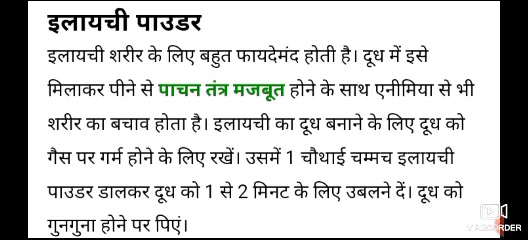 इलायची पाउडर
इलायची शरीर के लिए बहुत फायदेमंद होती है। दूध में इसे
मिलाकर पीने से पाचन तंत्र मजबूत होने के साथ एनीमिया से भी
शरीर का बचाव होता है। इलायची का दूध बनाने के लिए दूध को
गैस पर गर्म होने के लिए रखें। उसमें 1 चौथाई चम्मच इलायची
पाउडर डालकर दूध को 1 से 2 मिनट के लिए उबलने दें। दूध को
गुनगुना होने पर पिएं।